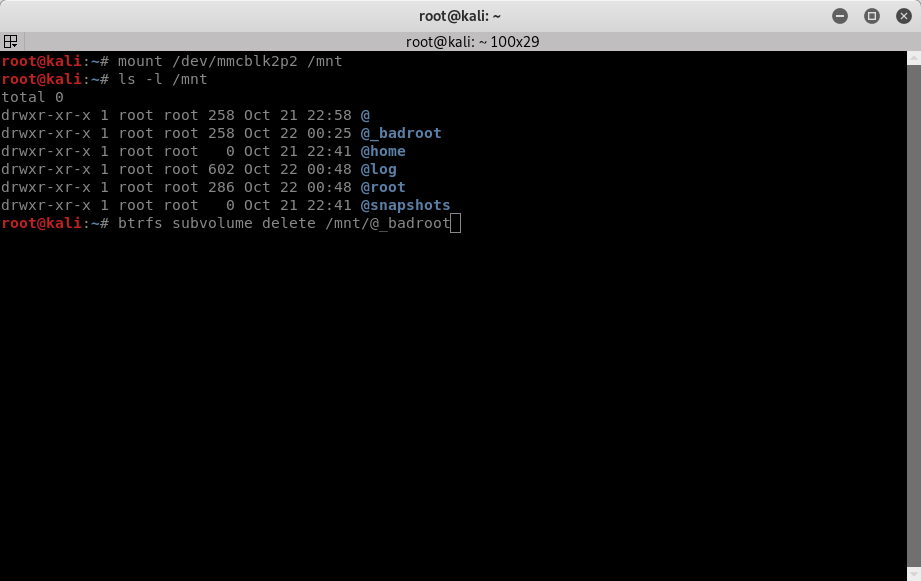 root@kali: ~
root@kali: ~ 100x29
root@kali:~# mount /dev/mmcblk2p2 /mnt
root@kali:~# ls -l /mnt
total 0
drwxr-xr-x 1 root root 258 Oct 21 22:58 @
drwxr-xr-x 1 root root 258 Oct 22 00:25 @_badroot
drwxr-xr-x 1 root root   0 Oct 21 22:41 @home
drwxr-xr-x 1 root root 602 Oct 22 00:48 @log
drwxr-xr-x 1 root root 286 Oct 22 00:48 @root
drwxr-xr-x 1 root root   0 Oct 21 22:41 @snapshots
root@kali:~# btrfs subvolume delete /mnt/@_badroot